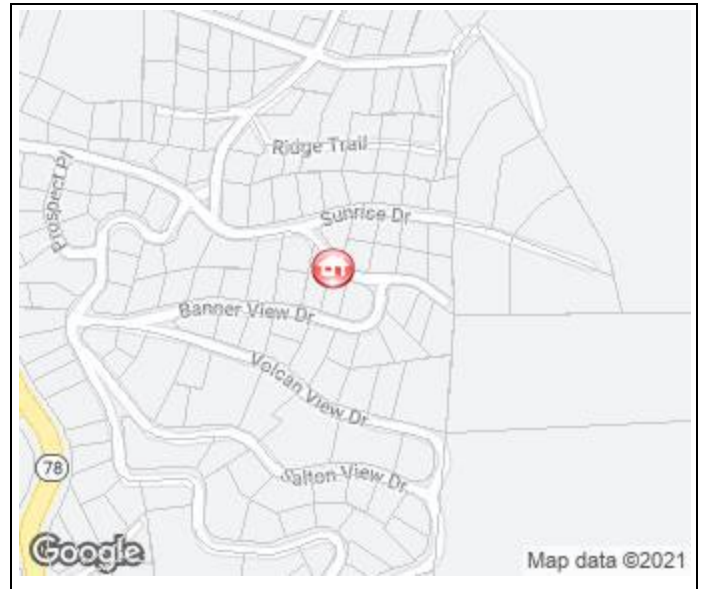 Ridge Trail
Prospect Pl
Sunrise Dr
Banner View Dr
Volcan View Dr
78
Salton View Dr
Google
Map data ©2021